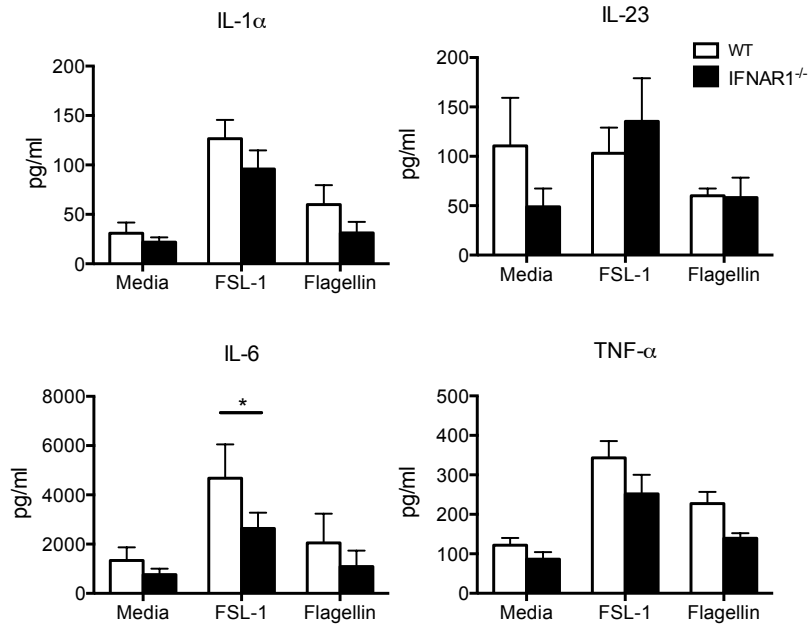 IL-1α
200
150
100
50
0
pg/ml
Media FSL-1 Flagellin
IL-23
200
150
100
50
0
pg/ml
Media FSL-1 Flagellin
WT
IFNAR1-/-
IL-6
8000
6000
4000
2000
0
pg/ml
*
Media FSL-1 Flagellin
TNF-α
500
400
300
200
100
0
pg/ml
Media FSL-1 Flagellin